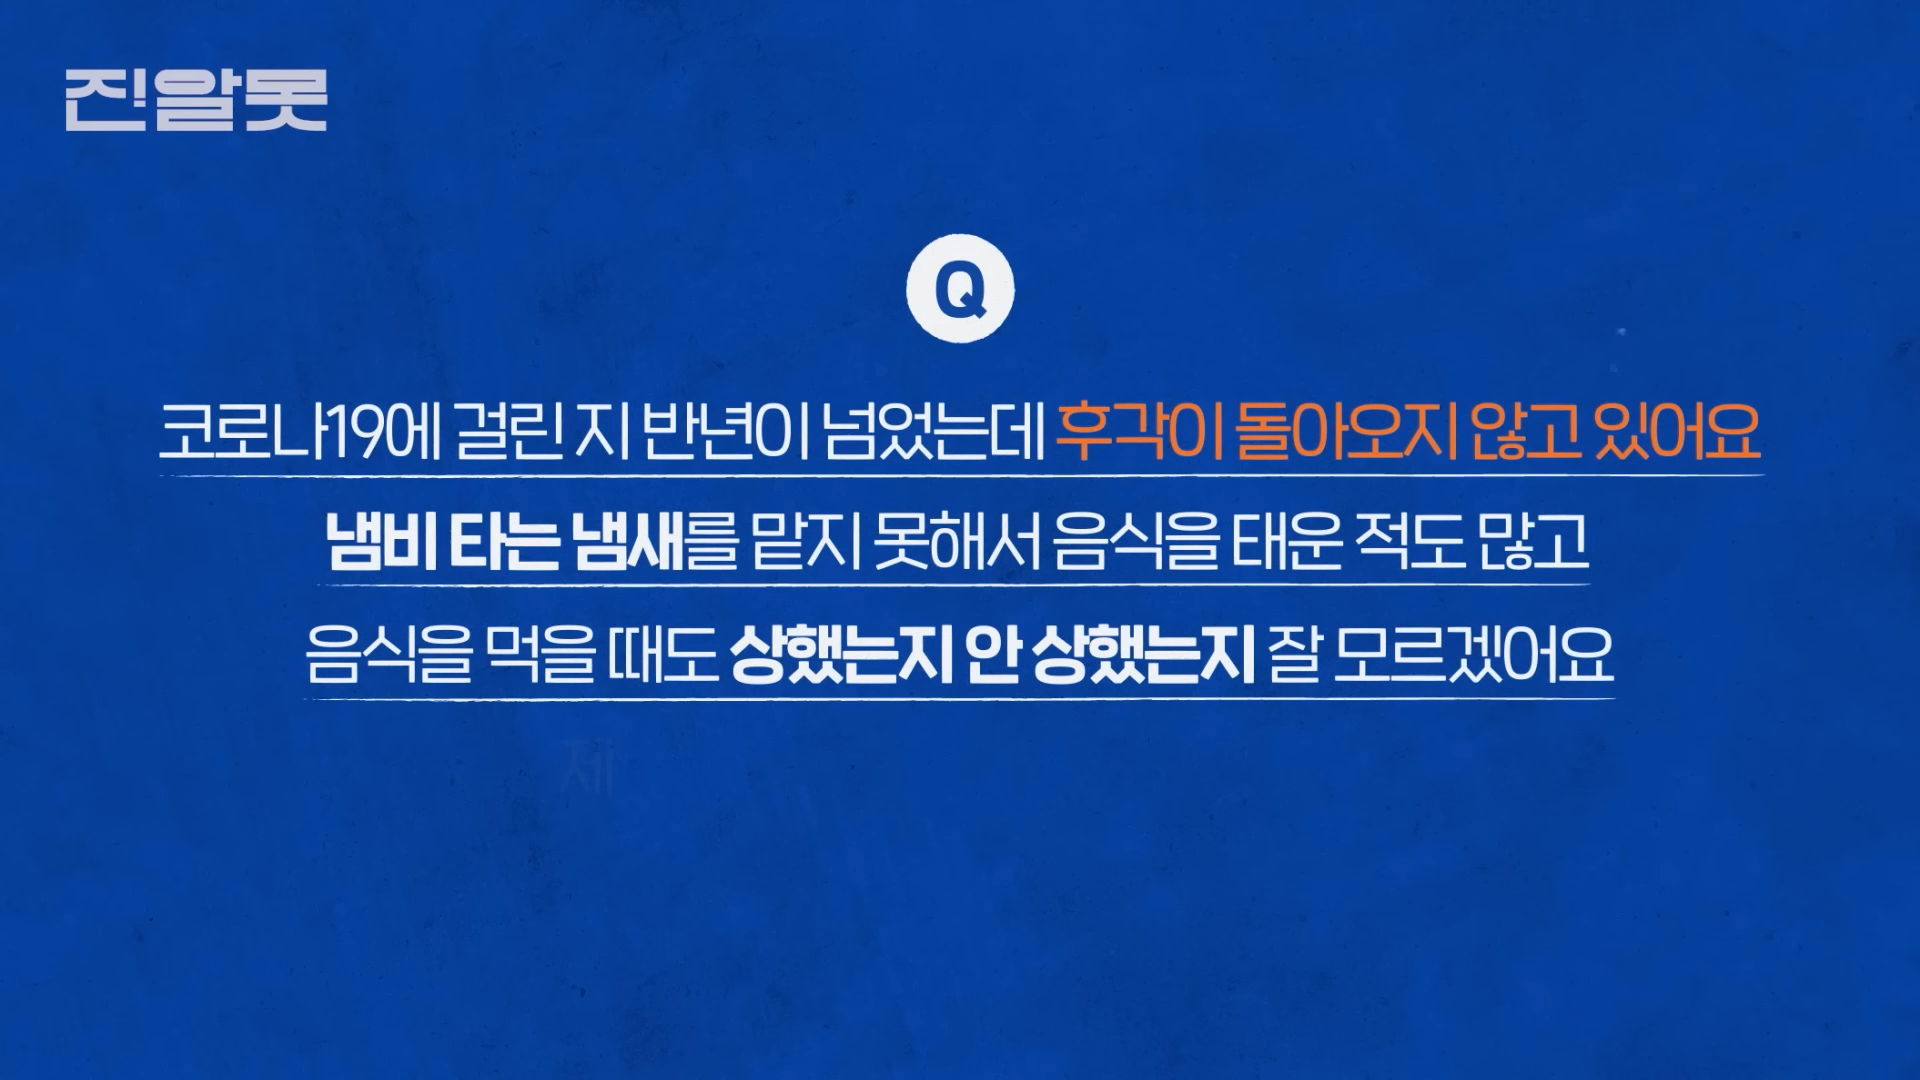 진알못
Q
코로나19에 걸린 지 반년이 넘었는데 후각이 돌아오지 않고 있어요
냄비 타는 냄새를 맡지 못해서 음식을 태운 적도 많고
음식을 먹을 때도 상했는지 안 상했는지 잘 모르겠어요
제